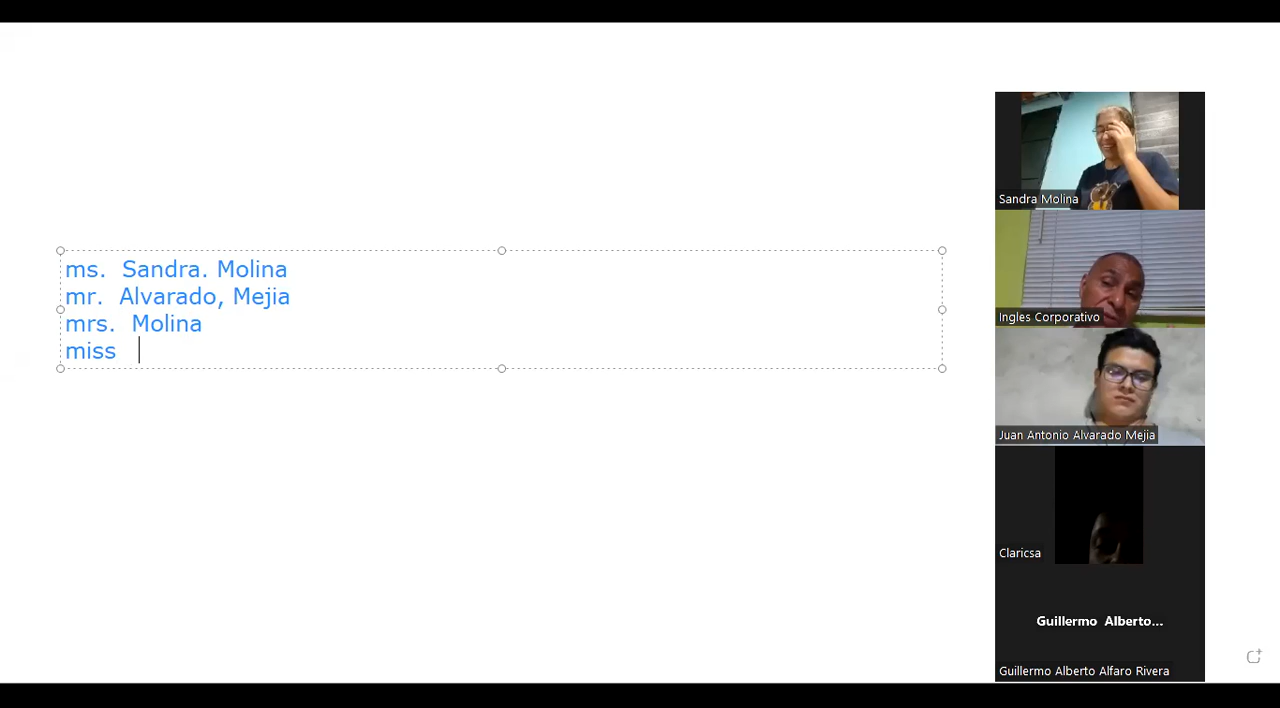 ms. Sandra. Molina
mr. Alvarado, Mejia
mrs. Molina
miss
Sandra Molina
Ingles Corporativo
Juan Antonio Alvarado Mejia
Claricsa
Guillermo Alberto...
Guillermo Alberto Alfaro Rivera